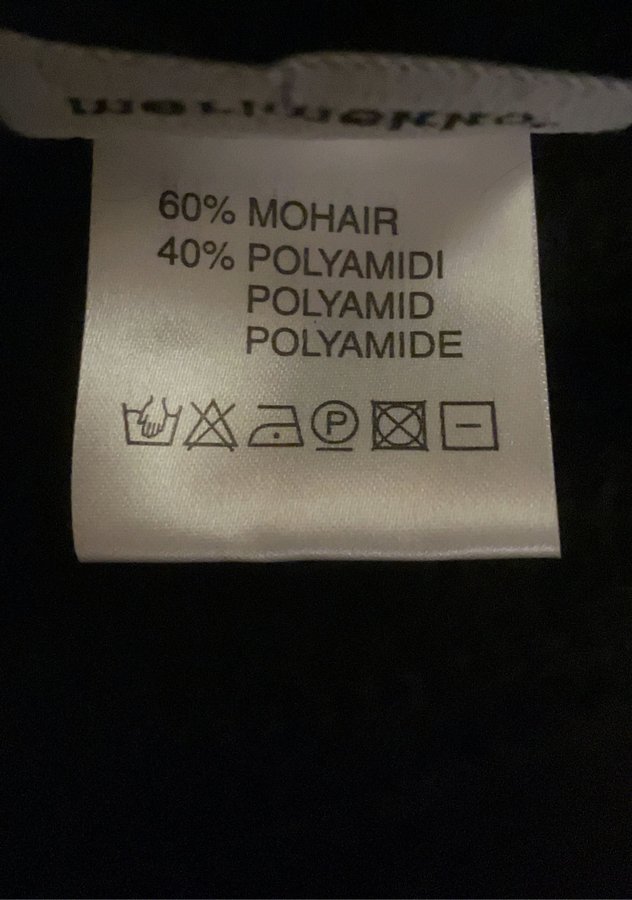 60% MOHAIR
40% POLYAMIDI
POLYAMID
POLYAMIDE
P